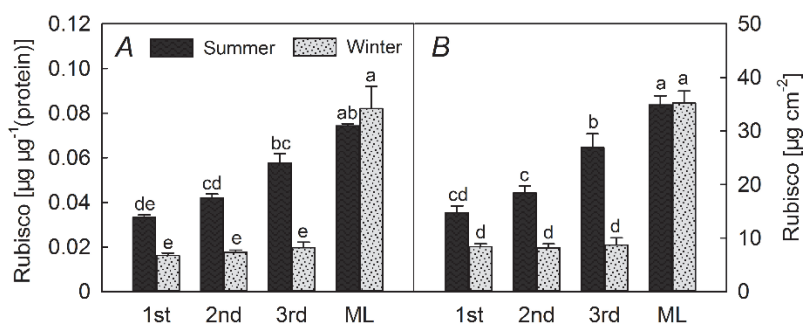 0.12 A Summer Winter B 50
0.10 40
0.08 30
0.06 20
0.04 10
0.02 0
0
Rubisco [µg µg⁻¹(protein)]
Rubisco [µg cm⁻²]
de e cd e bc e ab a
cd d c d b d a a
1st 2nd 3rd ML 1st 2nd 3rd ML